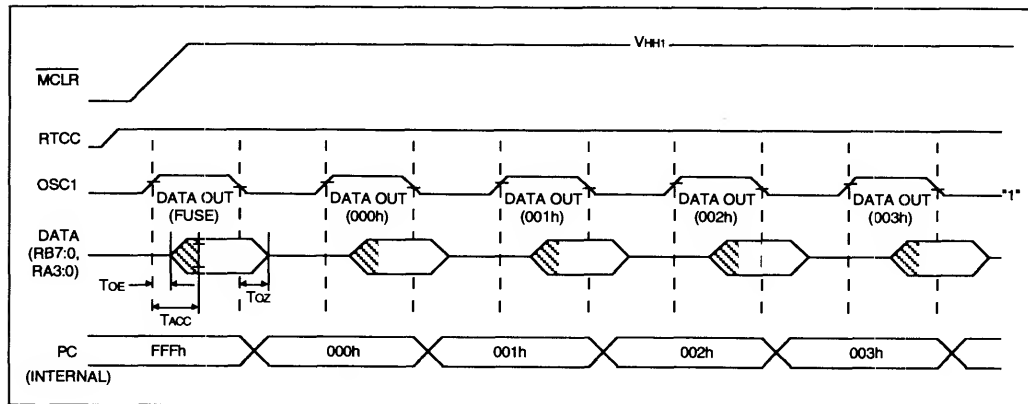 VHH1
MCLR
RTCC
OSC1
"1"
DATA OUT (FUSE)
DATA OUT (000h)
DATA OUT (001h)
DATA OUT (002h)
DATA OUT (003h)
DATA
(RB7:0,
RA3:0)
TOE
TOZ
TACC
PC
(INTERNAL)
FFFh
000h
001h
002h
003h